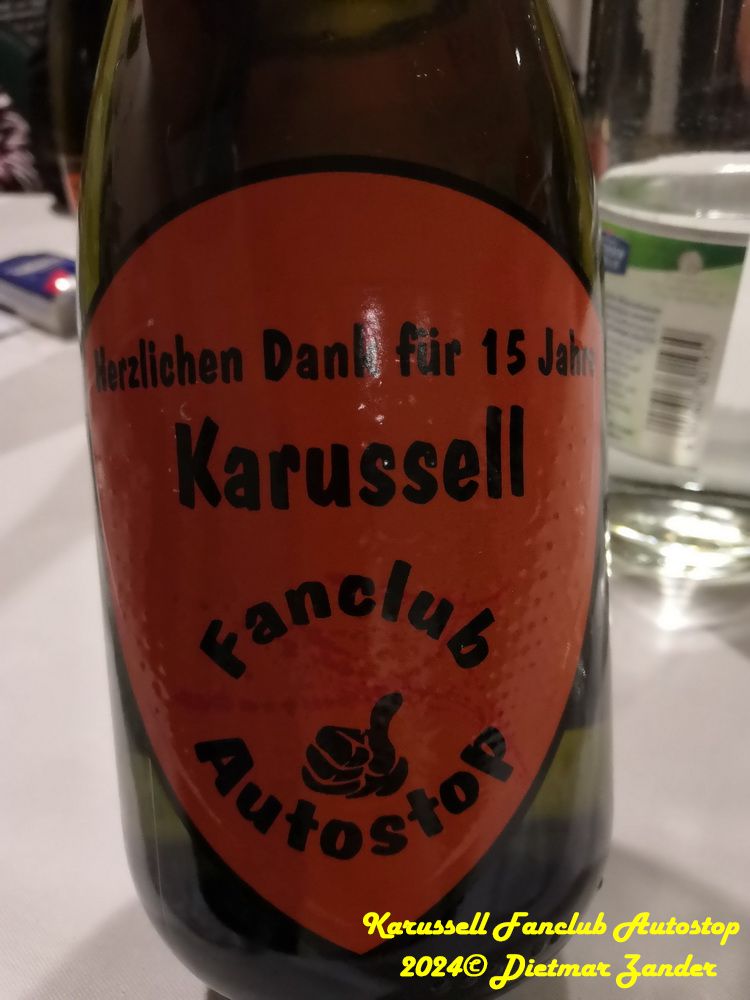 Herzlichen Dank für 15 Jahre
Karussell
Fanclub
Autostop
Karussell Fanclub Autostop
2024© Dietmar Zander